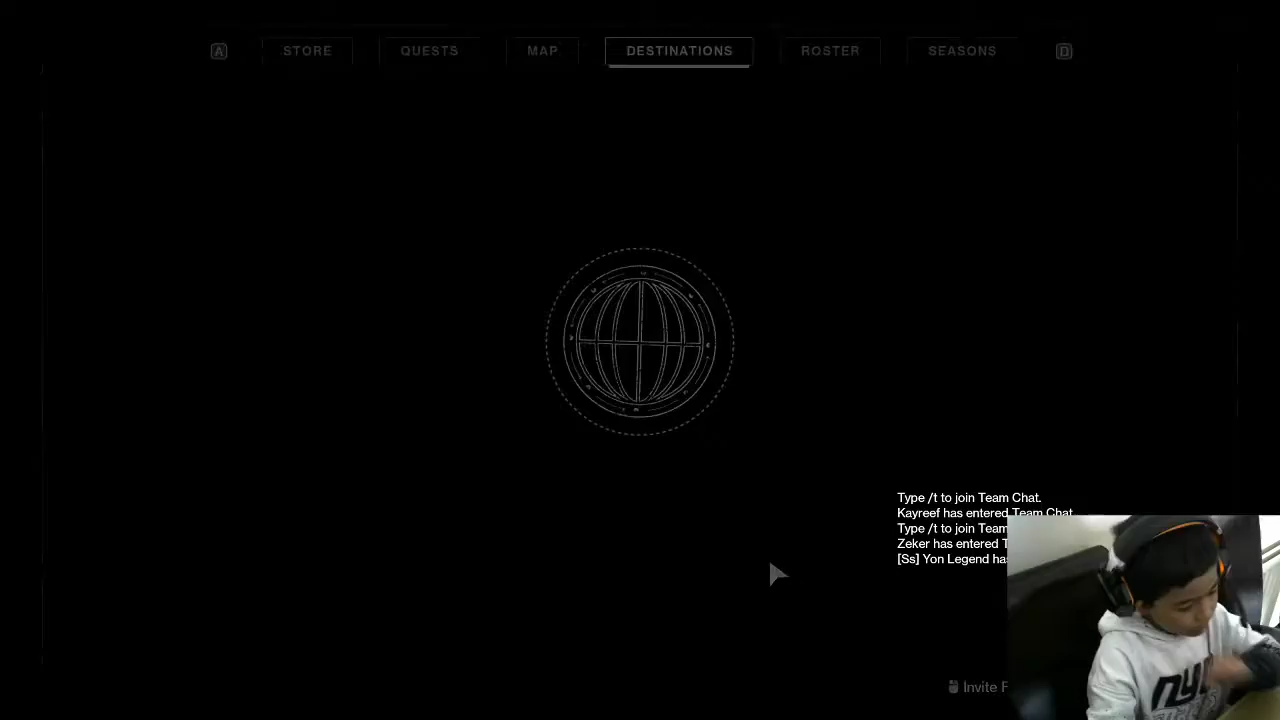 A STORE QUESTS MAP DESTINATIONS ROSTER SEASONS D
Type /t to join Team Chat.
Kayreef has entered Team Chat
Type /t to join Team
Zeker has entered
[Ss] Yon Legend
Invite